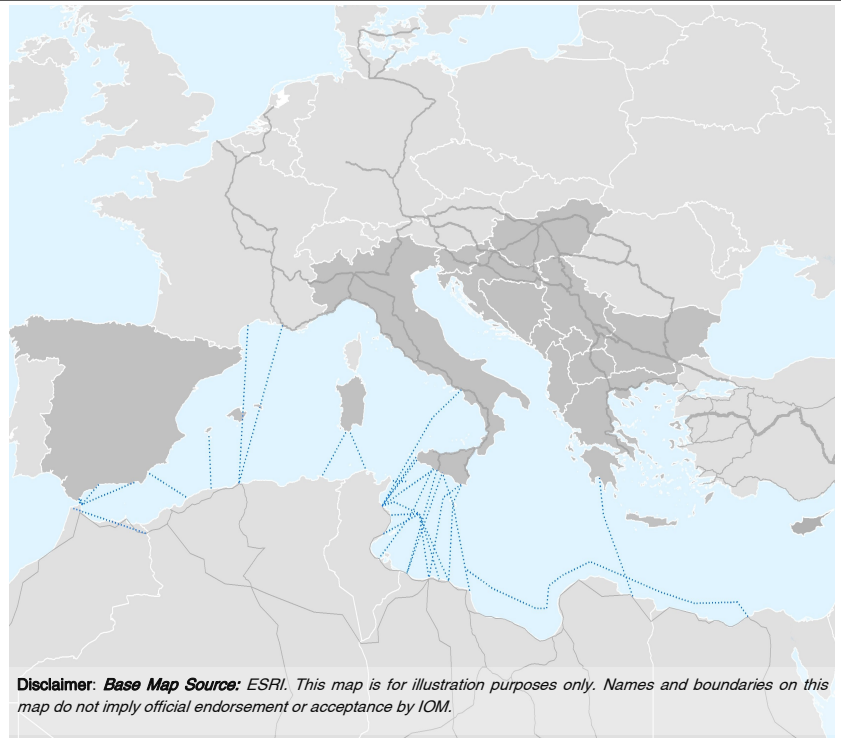 Disclaimer: Base Map Source: ESRI. This map is for illustration purposes only. Names and boundaries on this
map do not imply official endorsement or acceptance by IOM.